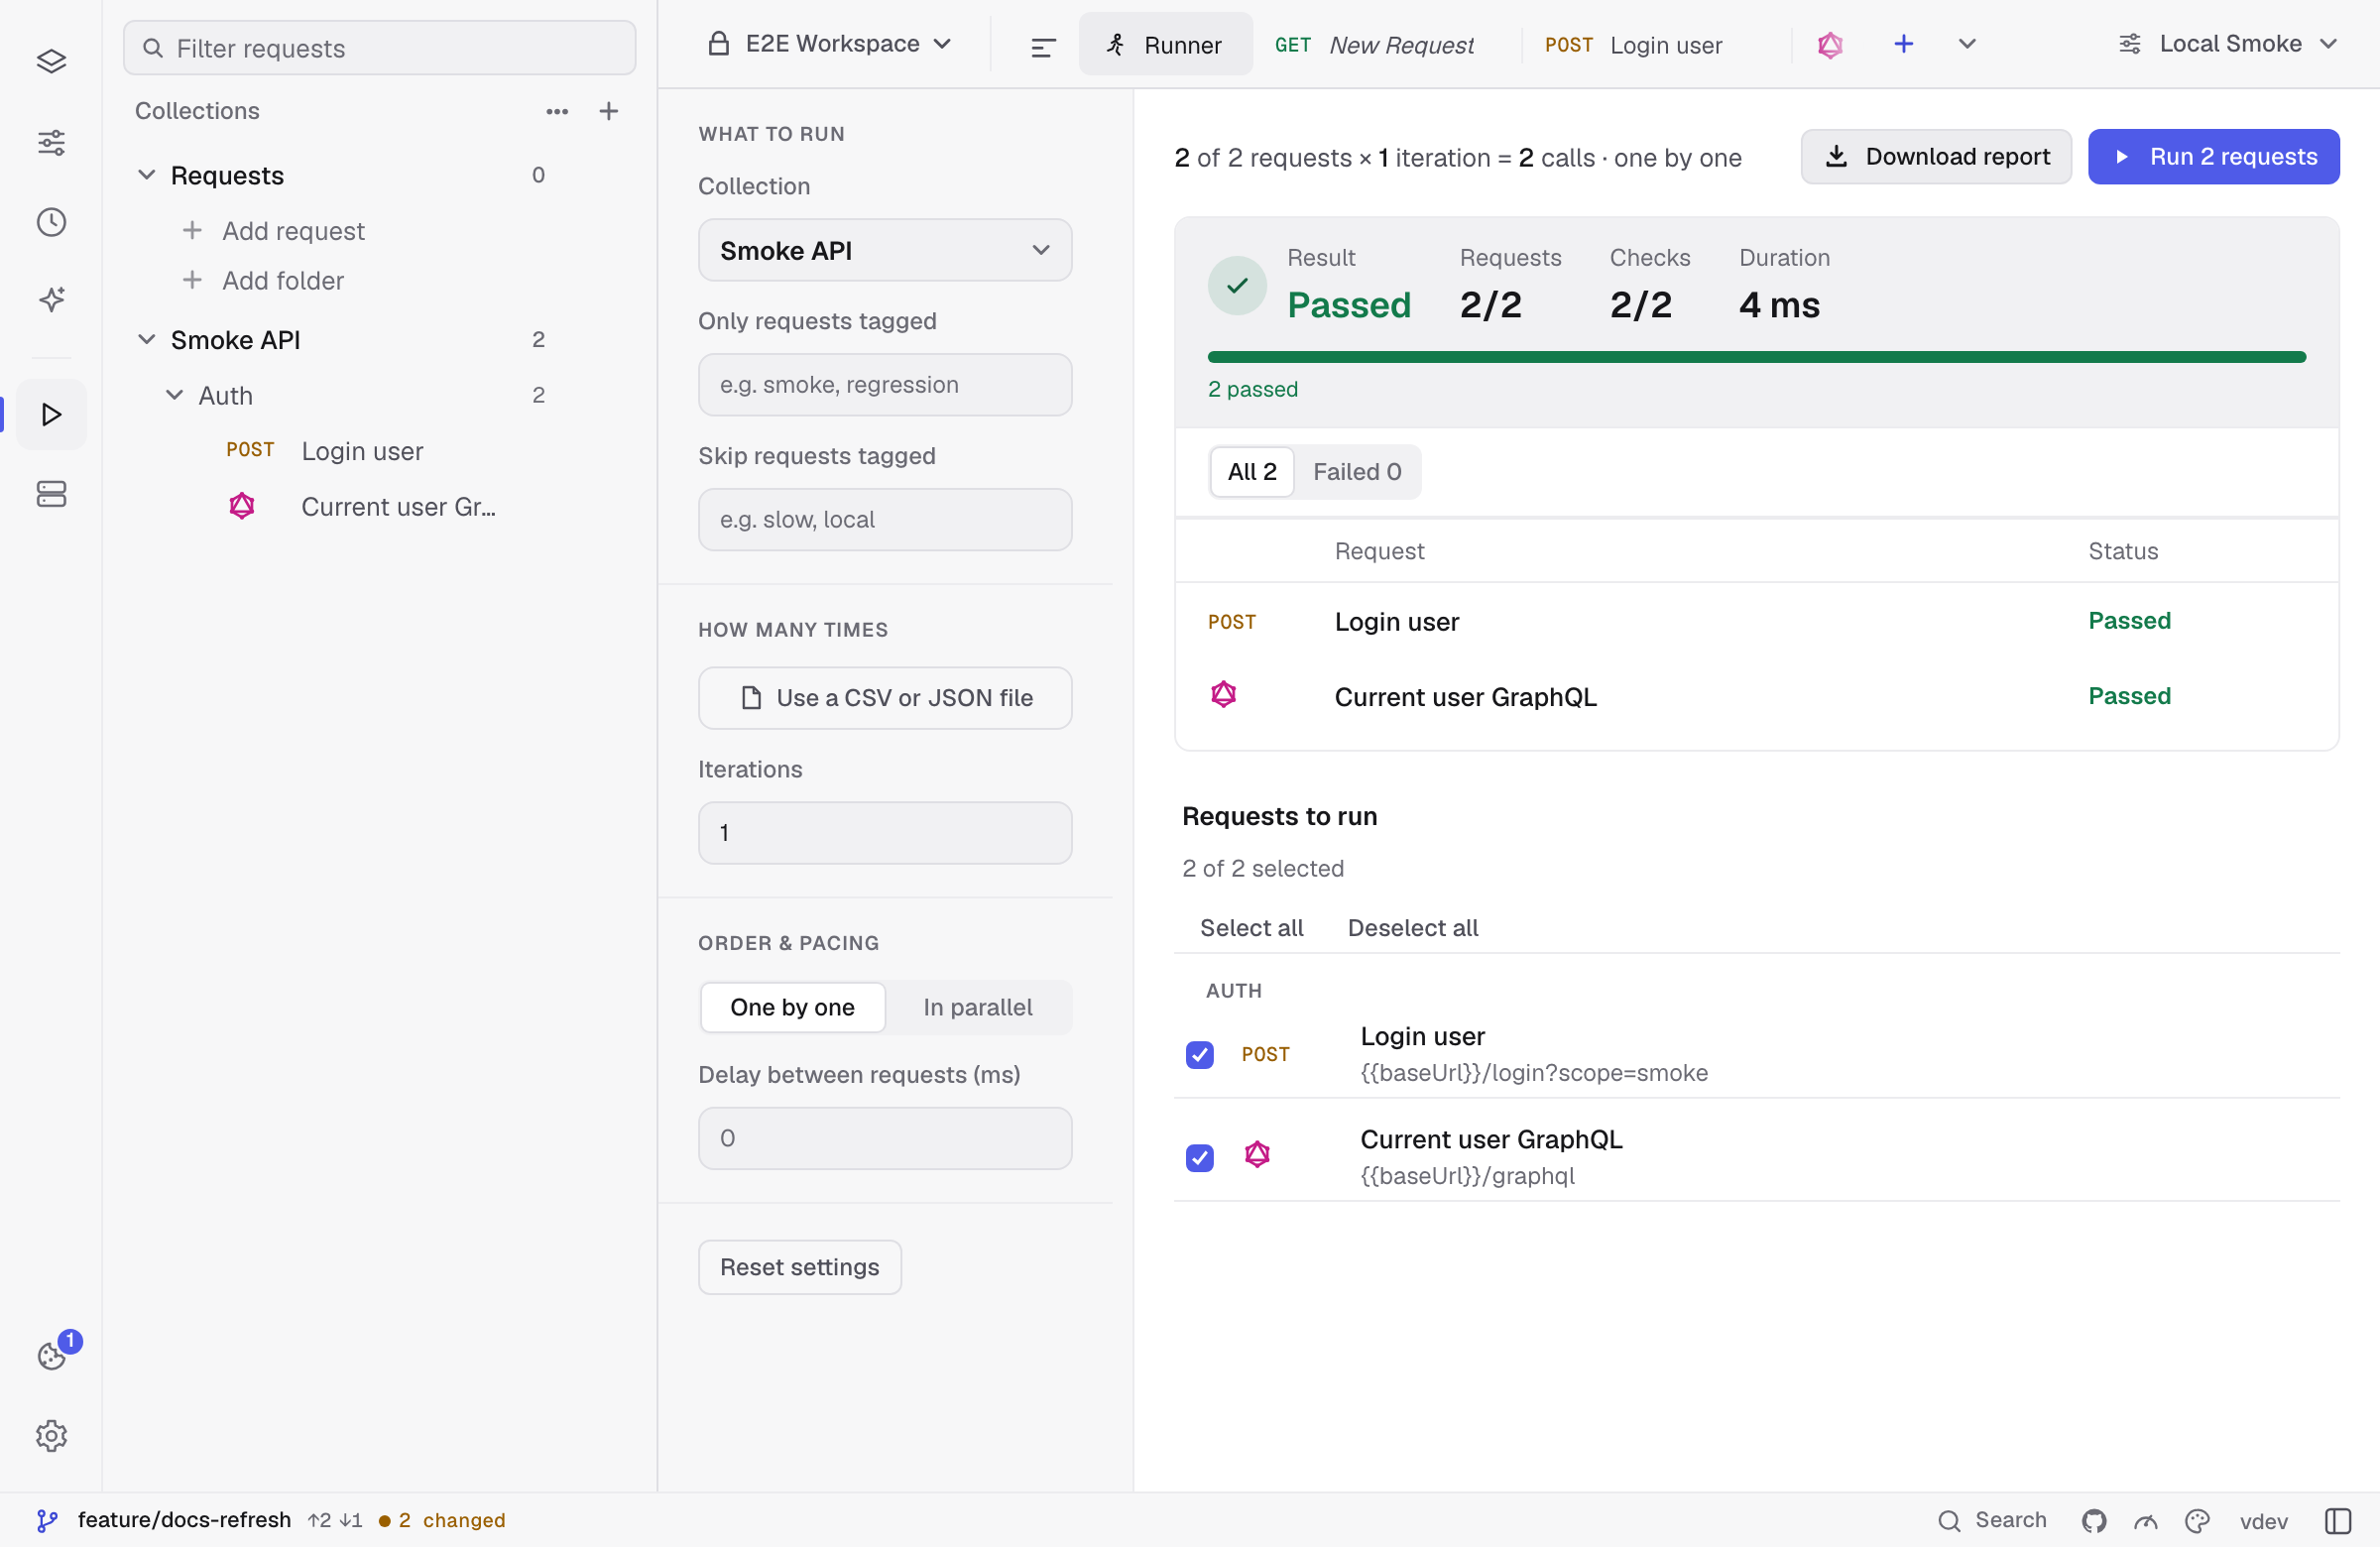 Filter requests
Collections
Requests 0
Add request
Add folder
Smoke API 2
Auth 2
POST Login user
Current user Gr...
1
E2E Workspace
Runner
GET New Request
POST Login user
Local Smoke
WHAT TO RUN
Collection
Smoke API
Only requests tagged
e.g. smoke, regression
Skip requests tagged
e.g. slow, local
HOW MANY TIMES
Use a CSV or JSON file
Iterations
1
ORDER & PACING
One by one In parallel
Delay between requests (ms)
0
Reset settings
2 of 2 requests × 1 iteration = 2 calls · one by one
Download report
Run 2 requests
Result Requests Checks Duration
Passed 2/2 2/2 4 ms
2 passed
All 2 Failed 0
Request Status
POST Login user Passed
Current user GraphQL Passed
Requests to run
2 of 2 selected
Select all Deselect all
AUTH
POST Login user
{{baseUrl}}/login?scope=smoke
Current user GraphQL
{{baseUrl}}/graphql
feature/docs-refresh ↑2 ↓1 ● 2 changed
Search
vdev